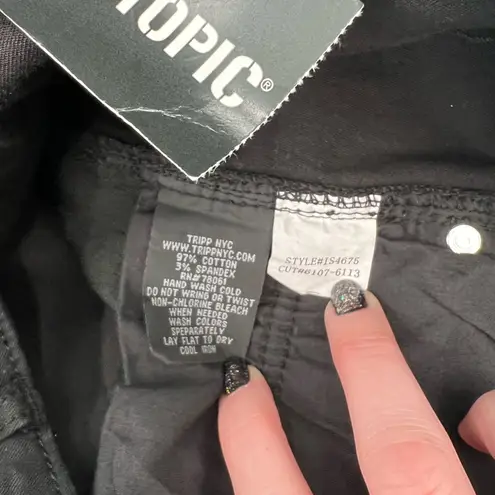 TOPIC®
TRIPP NYC
WWW.TRIPPNYC.COM
97% COTTON
3% SPANDEX
RN#78061
HAND WASH COLD
DO NOT WRING OR TWIST
NON-CHLORINE BLEACH
WHEN NEEDED
WASH COLORS
SPEPARATELY
LAY FLAT TO DRY
COOL IRON
STYLE#IS4675
CUT#6107-6113